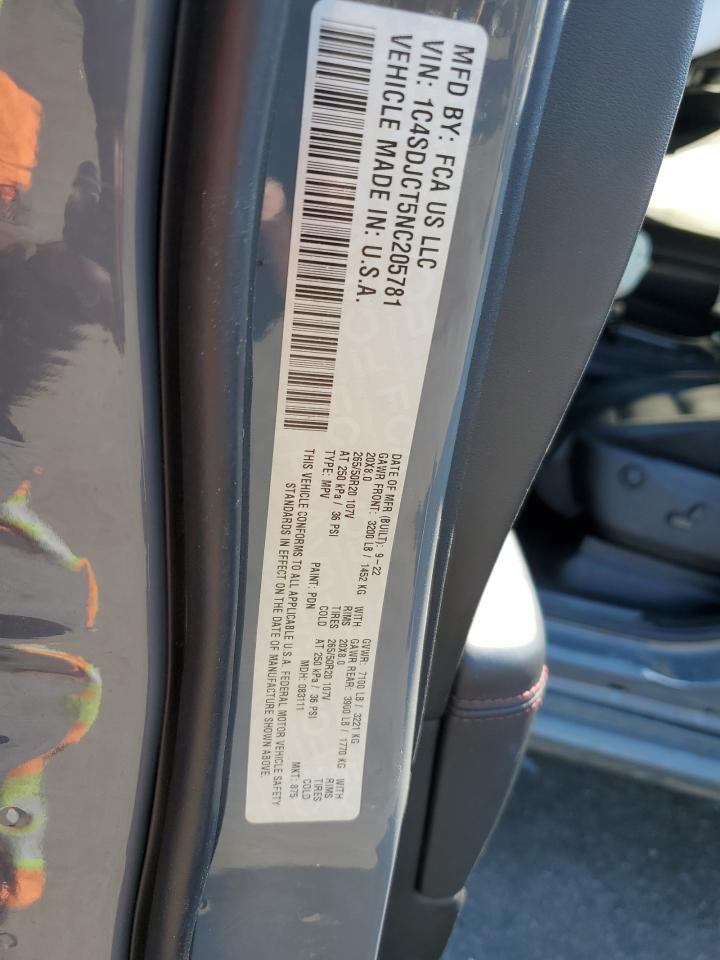 MFD BY: FCA US LLC
VIN: 1C4SDJCT5NC205781
VEHICLE MADE IN: U.S.A.
DATE OF MFR (BUILT): 9-22 GVWR: 7100 LB / 3221 KG
GAWR FRONT: 3200 LB / 1452 KG WITH GAWR REAR: 3900 LB / 1770 KG WITH
20X8.0 RIMS 20X8.0 RIMS
265/50R20 107V TIRES 265/50R20 107V TIRES
AT 250 kPa / 36 PSI COLD AT 250 kPa / 36 PSI COLD
TYPE: MPV PAINT: PDN MDH: 083111 MKT: 875
THIS VEHICLE CONFORMS TO ALL APPLICABLE U.S.A. FEDERAL MOTOR VEHICLE SAFETY
STANDARDS IN EFFECT ON THE DATE OF MANUFACTURE SHOWN ABOVE.